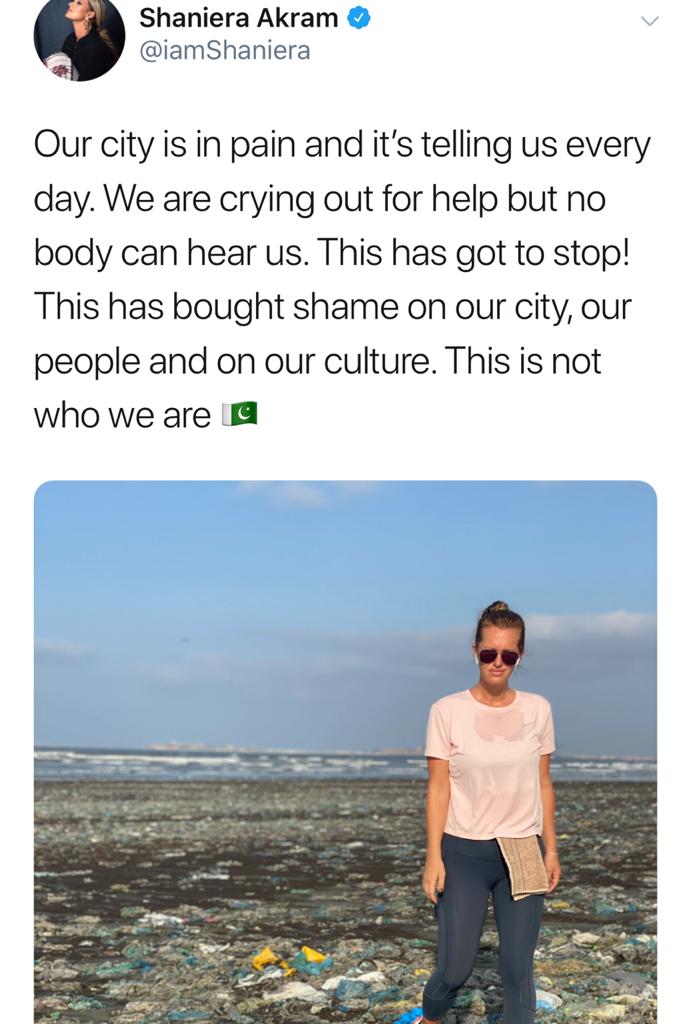 Shaniera Akram
@iamShaniera
Our city is in pain and it’s telling us every
day. We are crying out for help but no
body can hear us. This has got to stop!
This has bought shame on our city, our
people and on our culture. This is not
who we are 🇵🇰